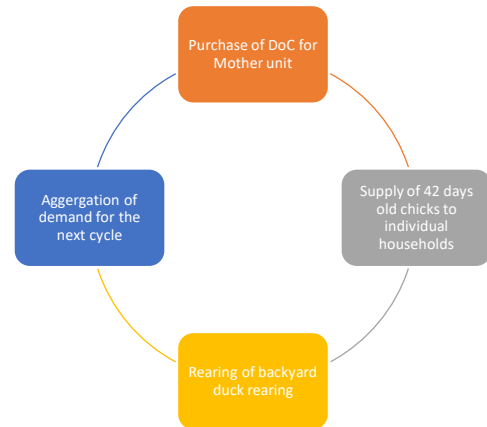 Purchase of DoC for
Mother unit
Supply of 42 days
old chicks to
individual
households
Rearing of backyard
duck rearing
Aggergation of
demand for the
next cycle